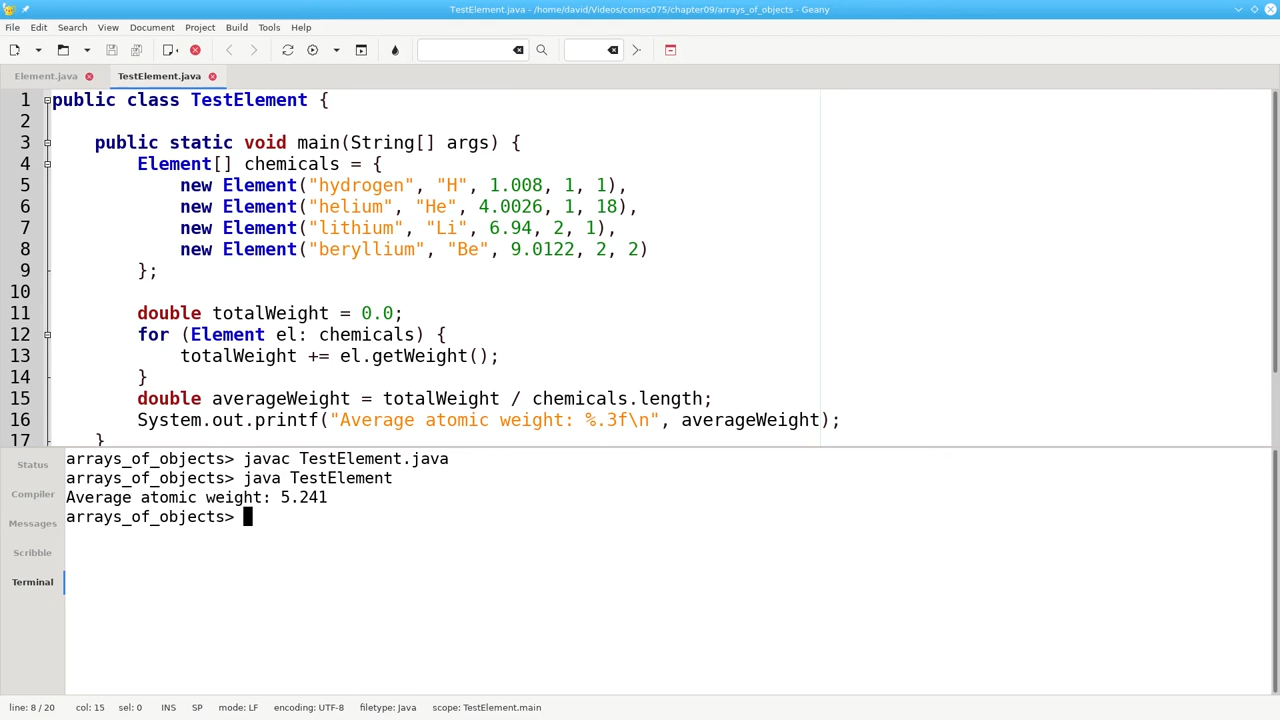 TestElement.java - /home/david/Videos/comsc075/chapter09/arrays_of_objects - Geany
File Edit Search View Document Project Build Tools Help
Element.java TestElement.java
1 public class TestElement {
2
3     public static void main(String[] args) {
4         Element[] chemicals = {
5             new Element("hydrogen", "H", 1.008, 1, 1),
6             new Element("helium", "He", 4.0026, 1, 18),
7             new Element("lithium", "Li", 6.94, 2, 1),
8             new Element("beryllium", "Be", 9.0122, 2, 2)
9         };
10
11         double totalWeight = 0.0;
12         for (Element el: chemicals) {
13             totalWeight += el.getWeight();
14         }
15         double averageWeight = totalWeight / chemicals.length;
16         System.out.printf("Average atomic weight: %.3f\n", averageWeight);
17     }
Status
Compiler
Messages
Scribble
Terminal
arrays_of_objects> javac TestElement.java
arrays_of_objects> java TestElement
Average atomic weight: 5.241
arrays_of_objects>
line: 8 / 20 col: 15 sel: 0 INS SP mode: LF encoding: UTF-8 filetype: Java scope: TestElement.main